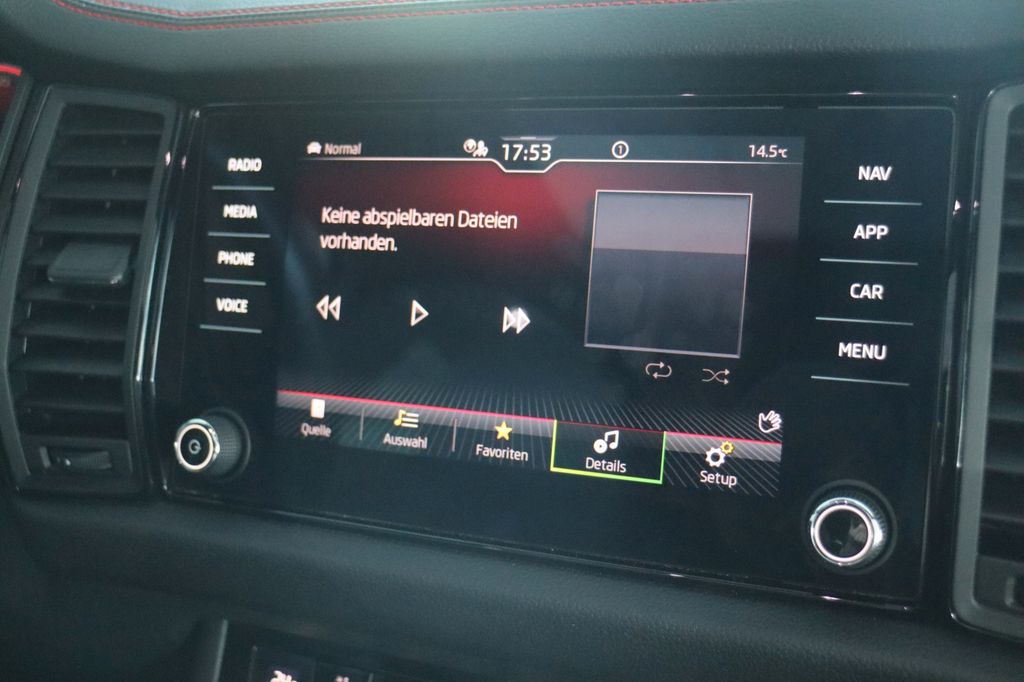 Normal
17:53
1
14.5°C
RADIO
MEDIA
PHONE
VOICE
Keine abspielbaren Dateien
vorhanden.
NAV
APP
CAR
MENU
Quelle
Auswahl
Favoriten
Details
Setup